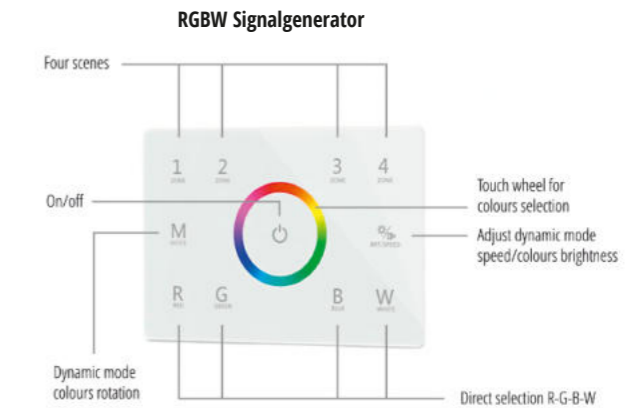 RGBW Signalgenerator
Four scenes
1 2 3 4
ZONE ZONE ZONE ZONE
On/off
Touch wheel for
colours selection
M
MODE
Adjust dynamic mode
speed/colours brightness
R G B W
RED GREEN BLUE WHITE
Dynamic mode
colours rotation
Direct selection R-G-B-W